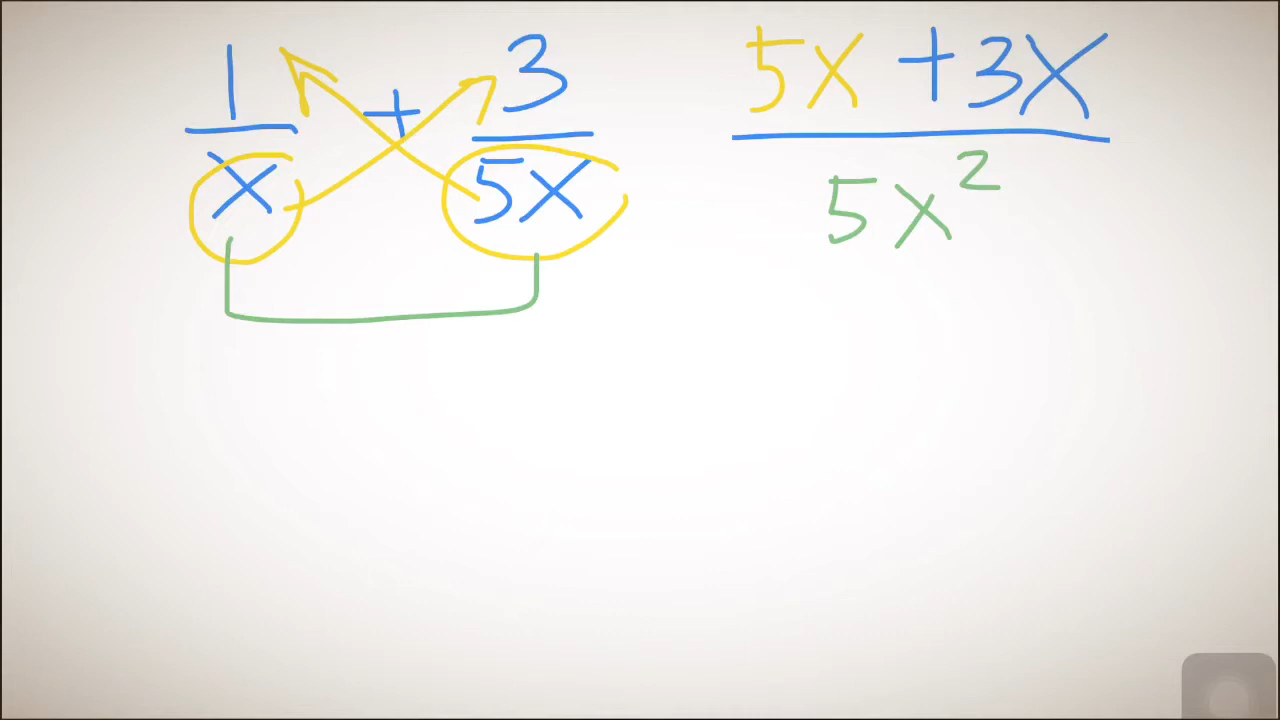 1/x + 3/5x
5x + 3x / 5x²